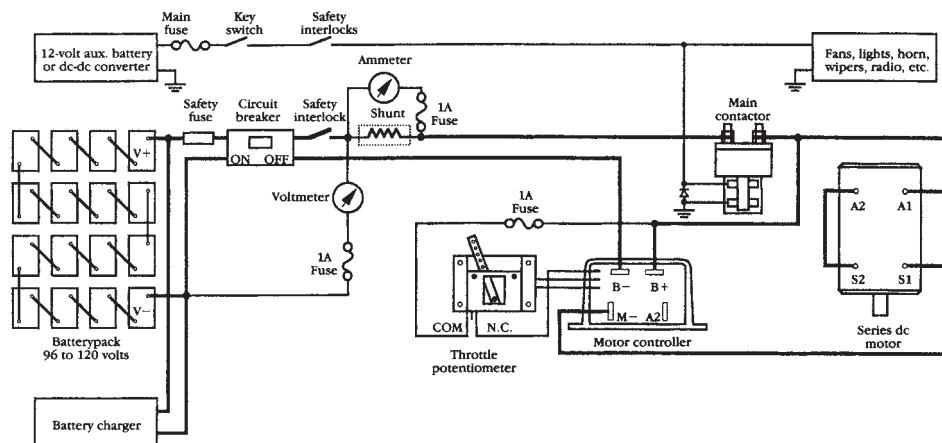 Main
fuse
Key
switch
Safety
interlocks
12-volt aux. battery
or dc-dc converter
Fans, lights, horn,
wipers, radio, etc.
Ammeter
Safety
fuse
Circuit
breaker
Safety
interlock
Shunt
1A
Fuse
Main
contactor
V+
ON OFF
Voltmeter
1A
Fuse
1A
Fuse
A2 A1
S2 S1
B− B+
M− A2
V−
COM N.C.
Batterypack
96 to 120 volts
Throttle
potentiometer
Motor controller
Series dc
motor
Battery charger